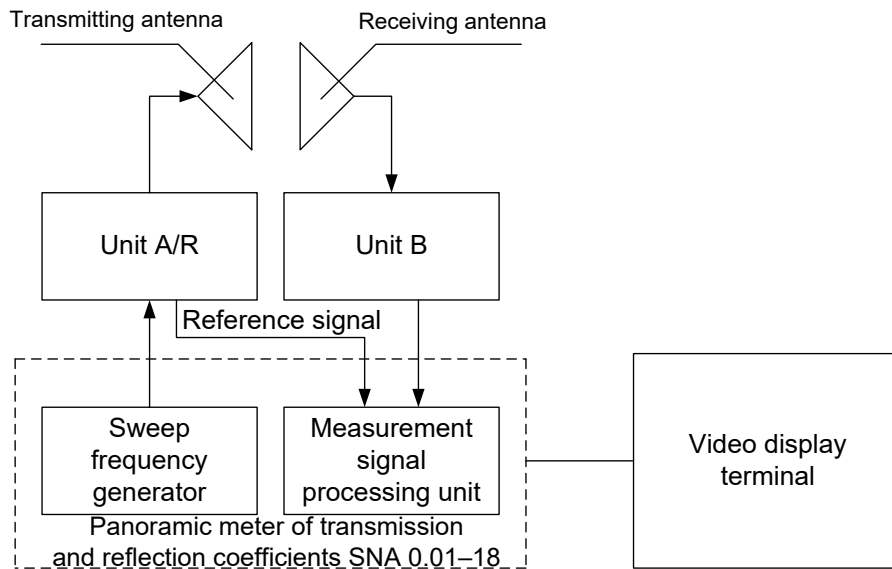 Transmitting antenna
Receiving antenna
Unit A/R
Unit B
Reference signal
Sweep
frequency
generator
Measurement
signal
processing unit
Video display
terminal
Panoramic meter of transmission
and reflection coefficients SNA 0.01–18